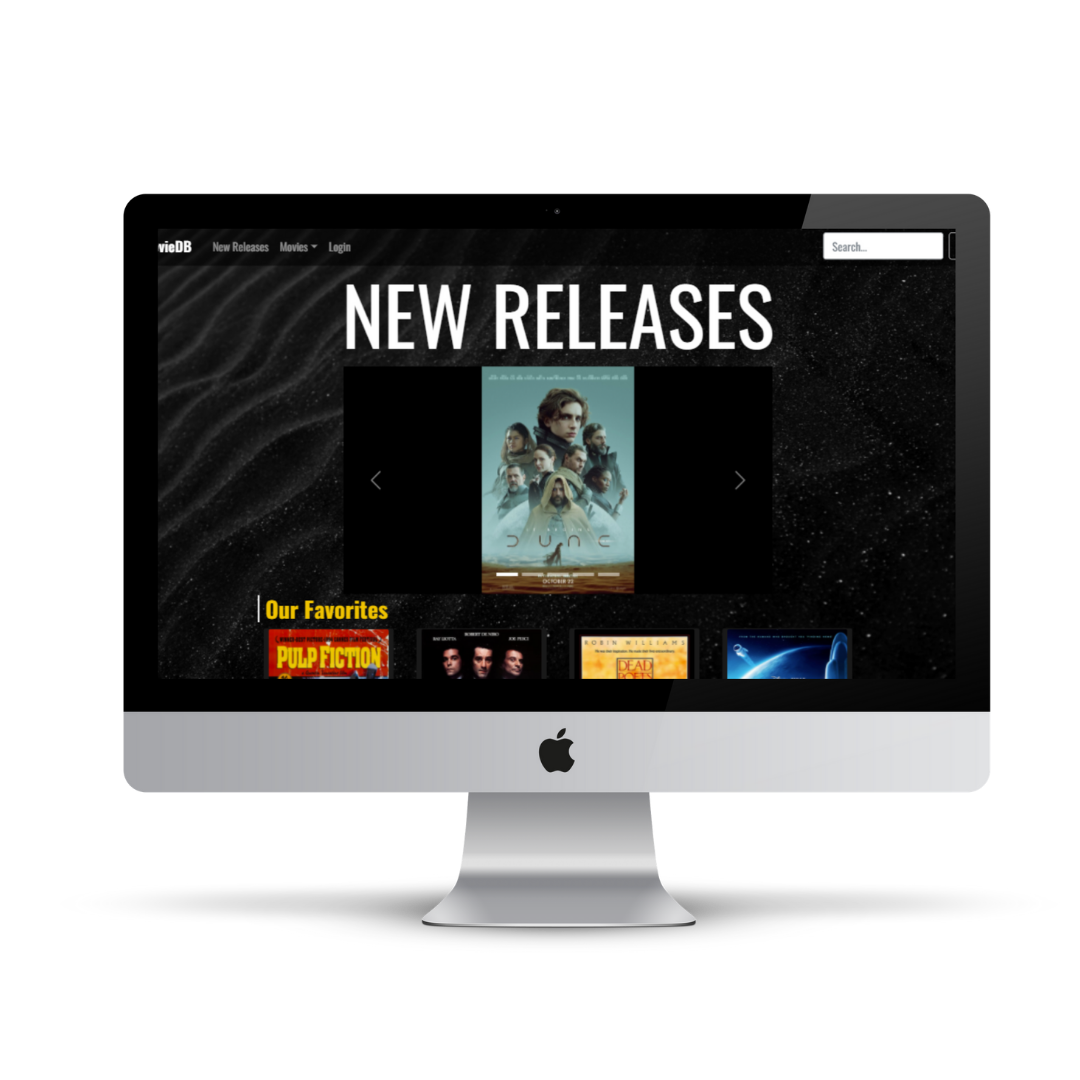 vieDB
New Releases
Movies
Login
Search...
NEW RELEASES
DUNE
OCTOBER 22
Our Favorites
PULP FICTION
RAY LIOTTA
ROBERT DE NIRO
JOE PESCI
ROBIN WILLIAMS
DEAD
POETS